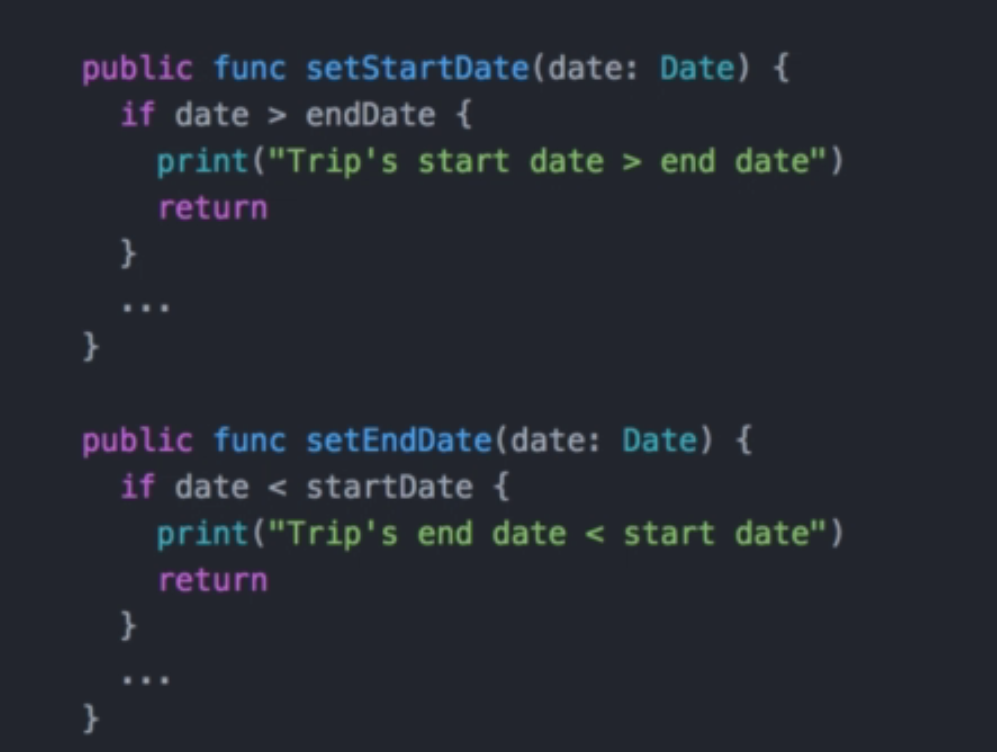 public func setStartDate(date: Date) {
  if date > endDate {
    print("Trip's start date > end date")
    return
  }
  ...
}

public func setEndDate(date: Date) {
  if date < startDate {
    print("Trip's end date < start date")
    return
  }
  ...
}